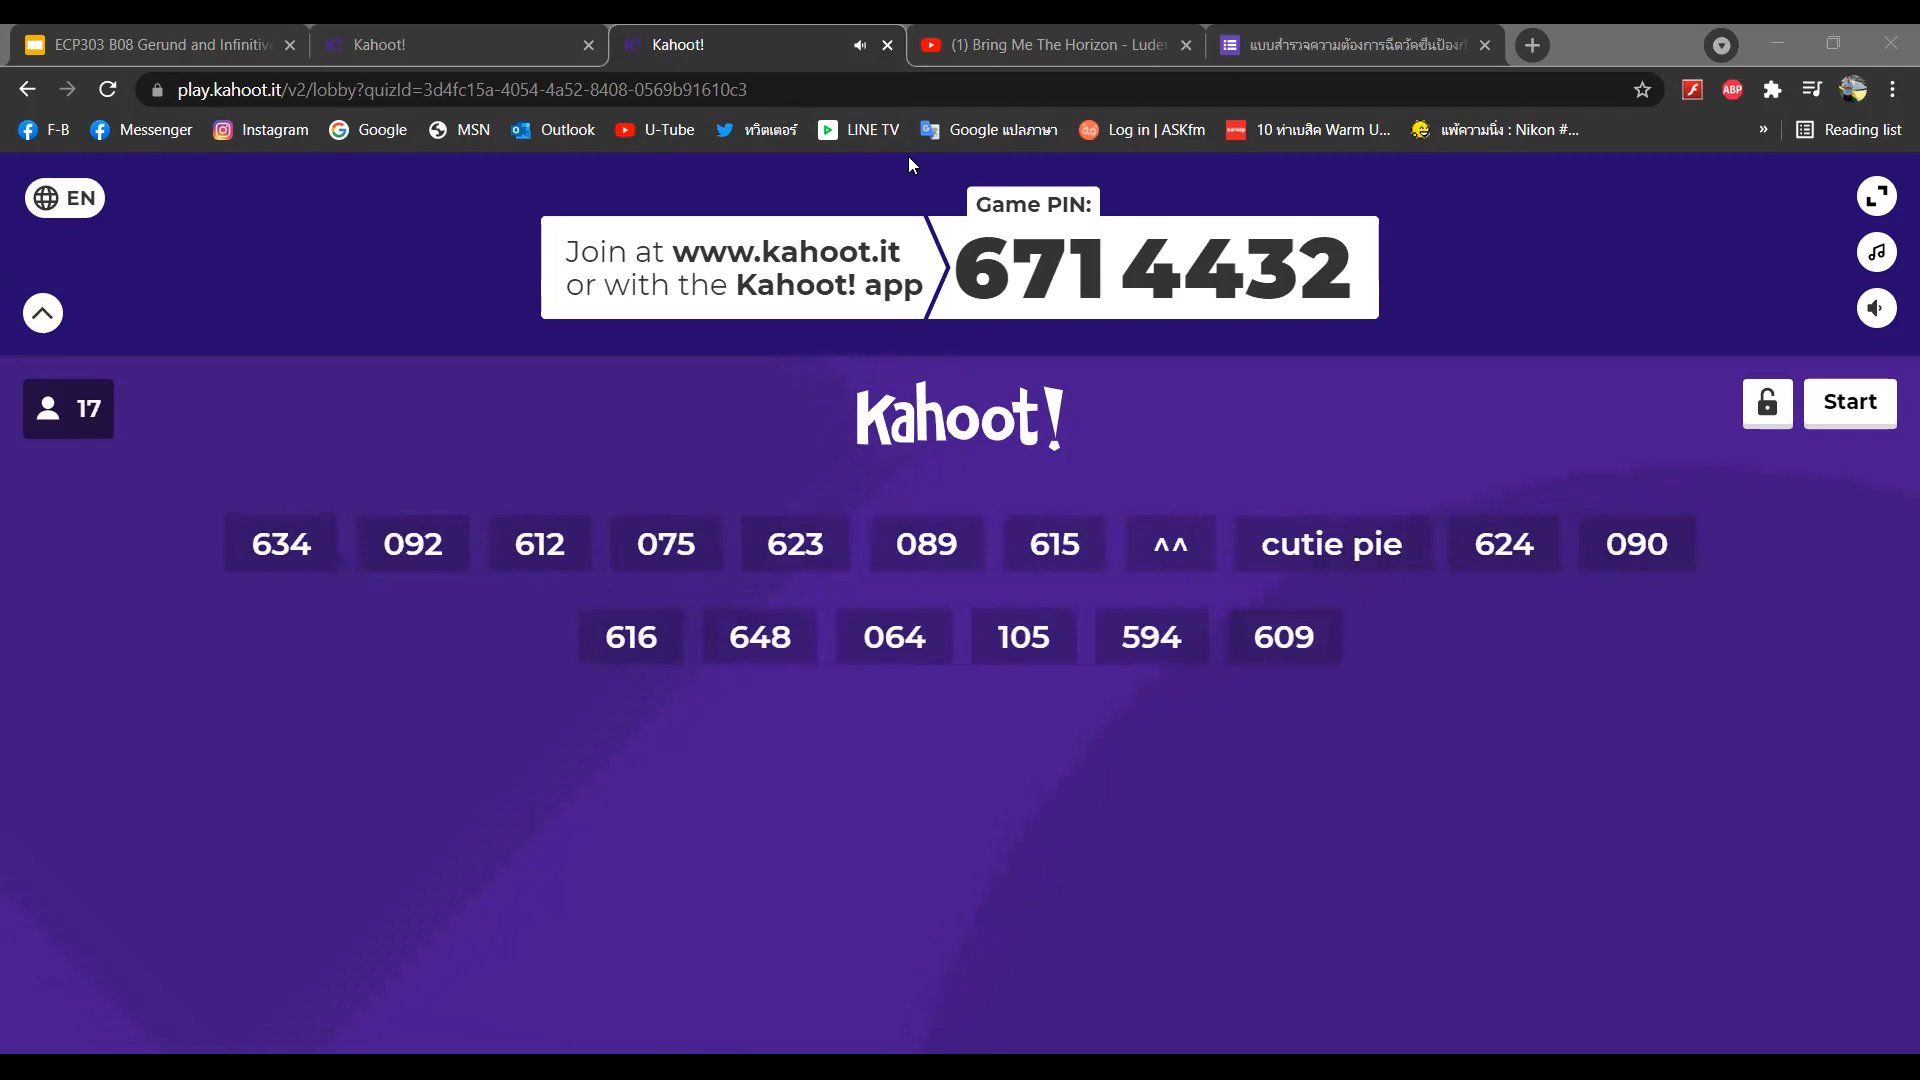 ECP303 B08 Gerund and Infinitiv
Kahoot!
Kahoot!
(1) Bring Me The Horizon - Luder
แบบสำรวจความต้องการฉีดวัคซีนป้องกั
play.kahoot.it/v2/lobby?quizId=3d4fc15a-4054-4a52-8408-0569b91610c3
ABP
F-B
Messenger
Instagram
Google
MSN
Outlook
U-Tube
ทวิตเตอร์
LINE TV
Google แปลภาษา
Log in | ASKfm
10 ท่าเบสิค Warm U...
แพ้ความนิ่ง : Nikon #...
»
Reading list
EN
Game PIN:
Join at www.kahoot.it
or with the Kahoot! app
671 4432
17
Kahoot!
Start
634 092 612 075 623 089 615 ^^ cutie pie 624 090
616 648 064 105 594 609